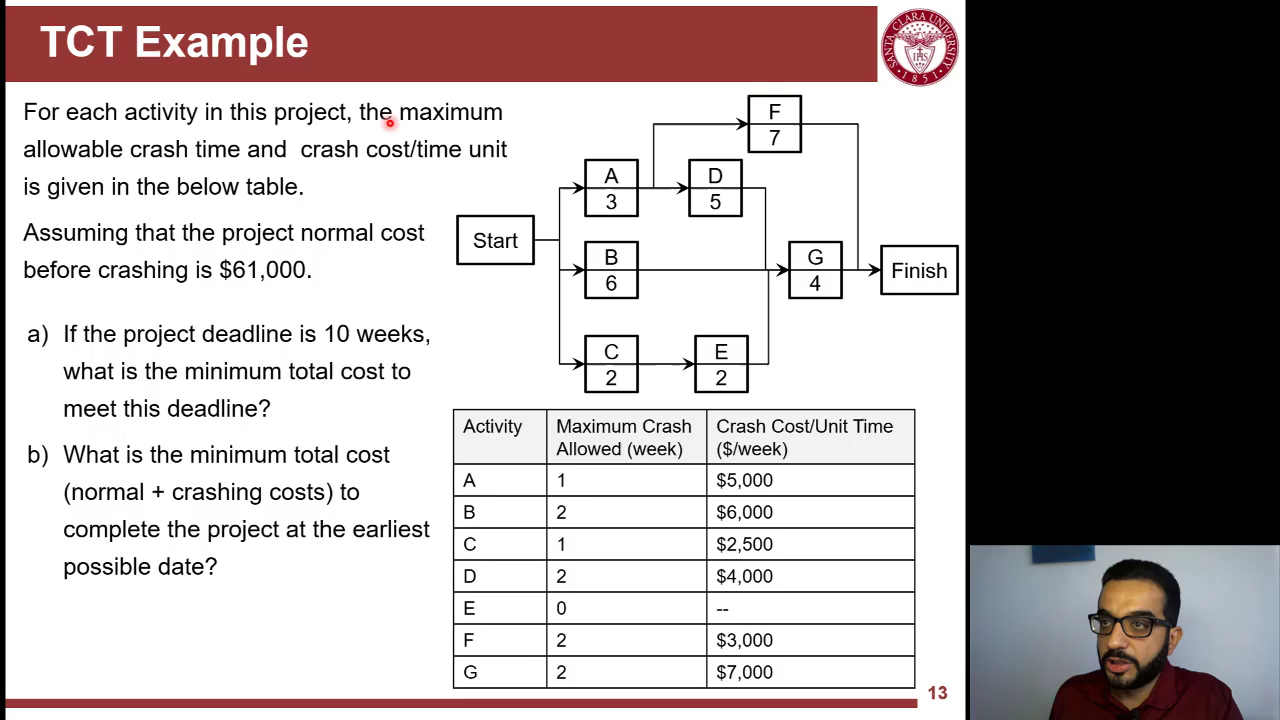 TCT Example
SANTA CLARA UNIVERSITY
IHS
1851
For each activity in this project, the maximum
allowable crash time and crash cost/time unit
is given in the below table.
Assuming that the project normal cost
before crashing is $61,000.
a) If the project deadline is 10 weeks,
what is the minimum total cost to
meet this deadline?
b) What is the minimum total cost
(normal + crashing costs) to
complete the project at the earliest
possible date?
F
7
A
3
D
5
Start
B
6
G
4
Finish
C
2
E
2
Activity Maximum Crash Allowed (week) Crash Cost/Unit Time ($/week)
A 1 $5,000
B 2 $6,000
C 1 $2,500
D 2 $4,000
E 0 --
F 2 $3,000
G 2 $7,000
13